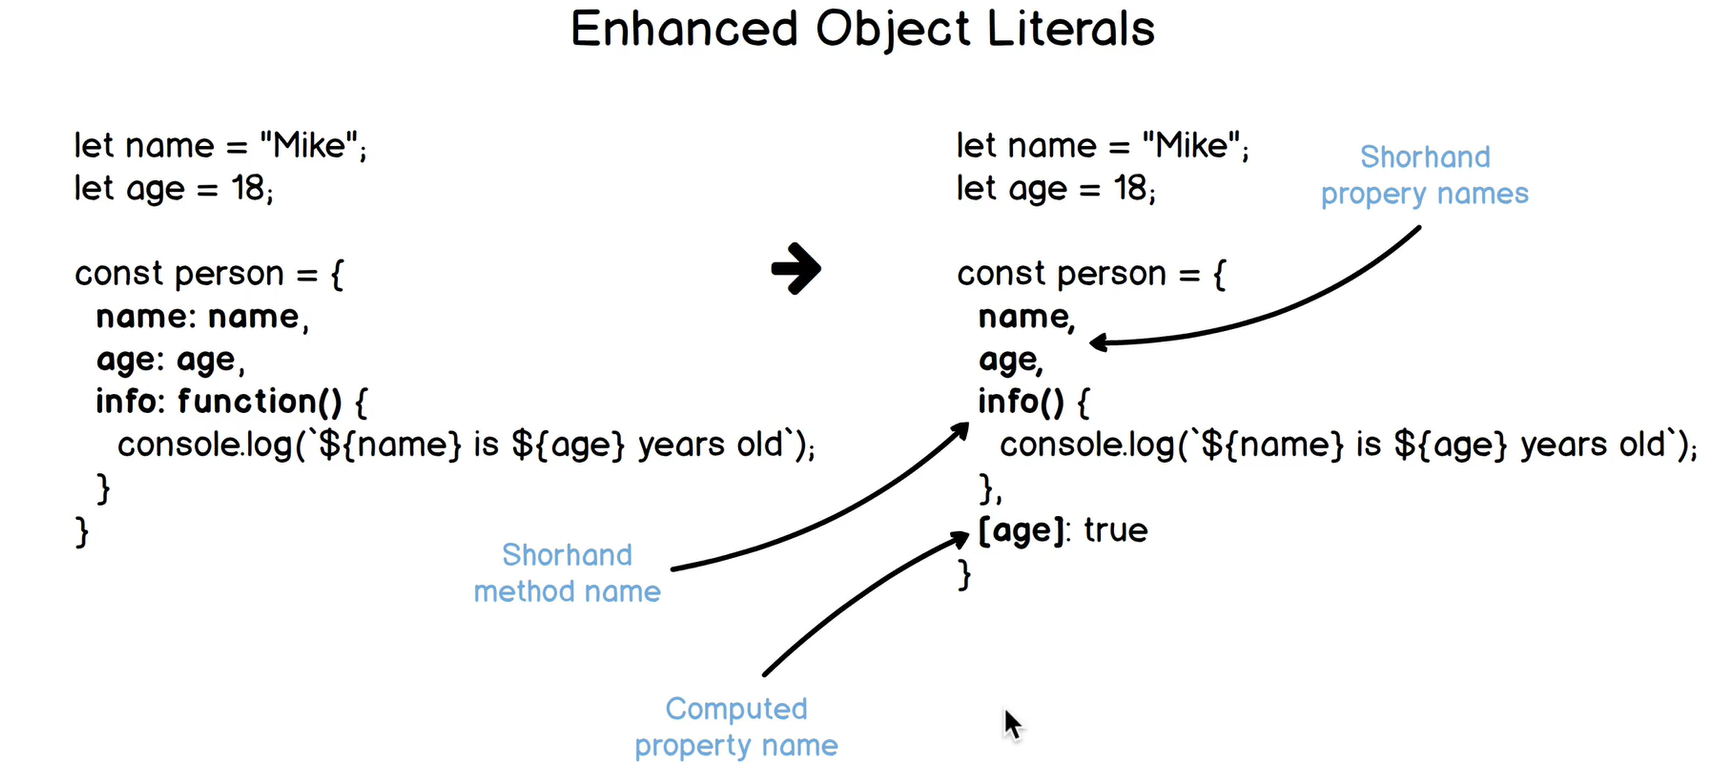 Enhanced Object Literals
let name = "Mike";
let age = 18;
const person = {
name: name,
age: age,
info: function() {
console.log(`${name} is ${age} years old`);
}
}
let name = "Mike";
let age = 18;
const person = {
name,
age,
info() {
console.log(`${name} is ${age} years old`);
},
[age]: true
}
Shorhand
propery names
Shorhand
method name
Computed
property name